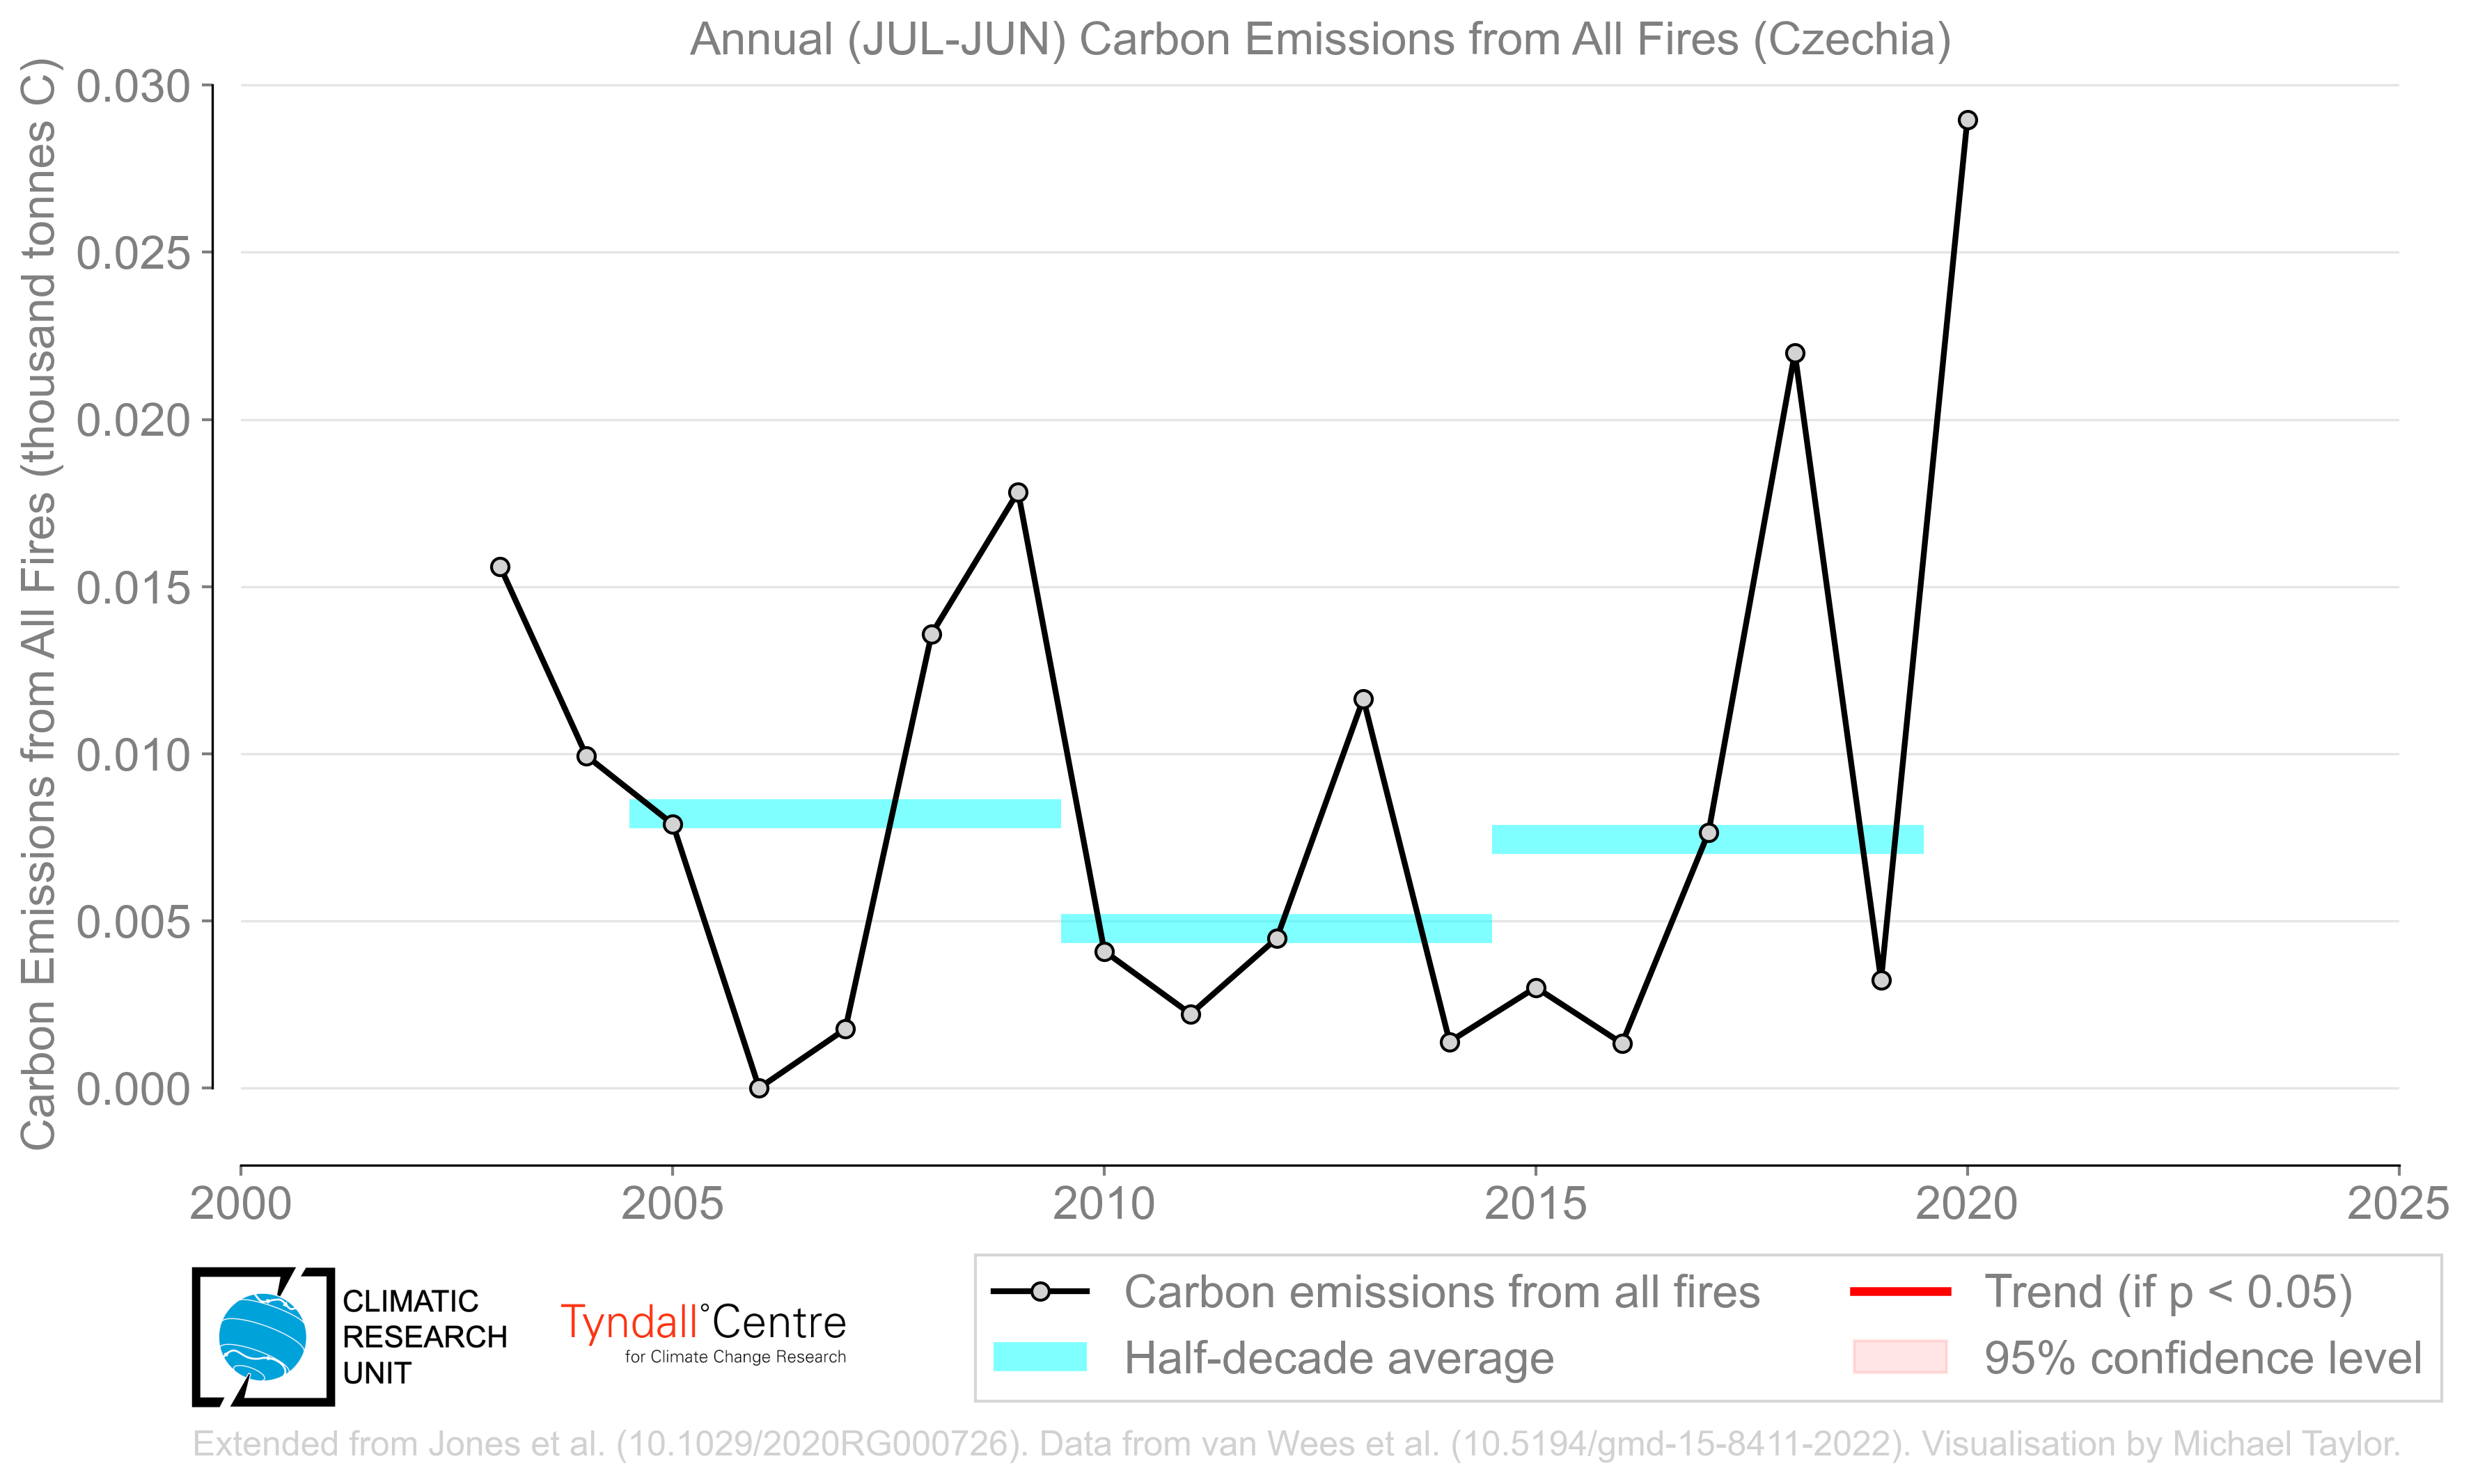 Annual (JUL-JUN) Carbon Emissions from All Fires (Czechia)
Carbon Emissions from All Fires (thousand tonnes C)
0.030
0.025
0.020
0.015
0.010
0.005
0.000
2000 2005 2010 2015 2020 2025
CLIMATIC
RESEARCH
UNIT
Tyndall°Centre
for Climate Change Research
Carbon emissions from all fires
Half-decade average
Trend (if p < 0.05)
95% confidence level
Extended from Jones et al. (10.1029/2020RG000726). Data from van Wees et al. (10.5194/gmd-15-8411-2022). Visualisation by Michael Taylor.